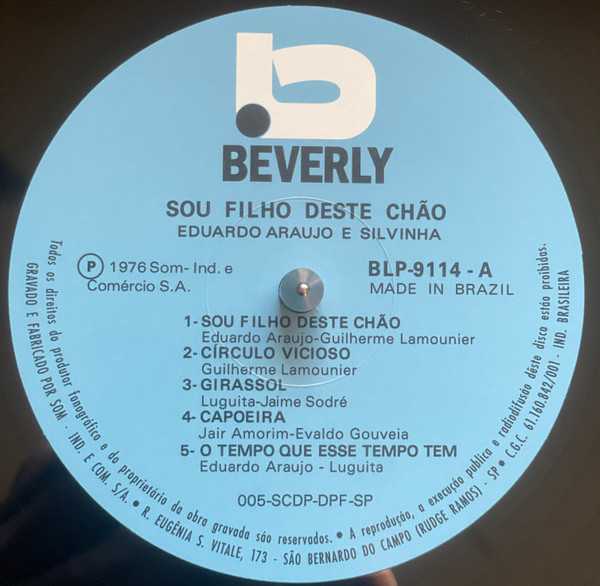 BEVERLY
SOU FILHO DESTE CHÃO
EDUARDO ARAUJO E SILVINHA
P 1976 Som- Ind. e
Comércio S.A.
BLP-9114 - A
MADE IN BRAZIL
1- SOU FILHO DESTE CHÃO
Eduardo Araujo-Guilherme Lamounier
2- CÍRCULO VICIOSO
Guilherme Lamounier
3- GIRASSOL
Luguita-Jaime Sodré
4- CAPOEIRA
Jair Amorim-Evaldo Gouveia
5- O TEMPO QUE ESSE TEMPO TEM
Eduardo Araujo - Luguita
005-SCDP-DPF-SP
Todos os direitos do produtor fonográfico e do proprietário da obra gravada são reservados. • A reprodução, a execução publica e radiodifusão deste disco estão proibidas.
GRAVADO E FABRICADO POR SOM - IND. E COM. S/A. • R. EUGÊNIA S. VITALE, 173 - SÃO BERNARDO DO CAMPO (RUDGE RAMOS) - SP • C.G.C. 61.160.842/001 - IND. BRASILEIRA